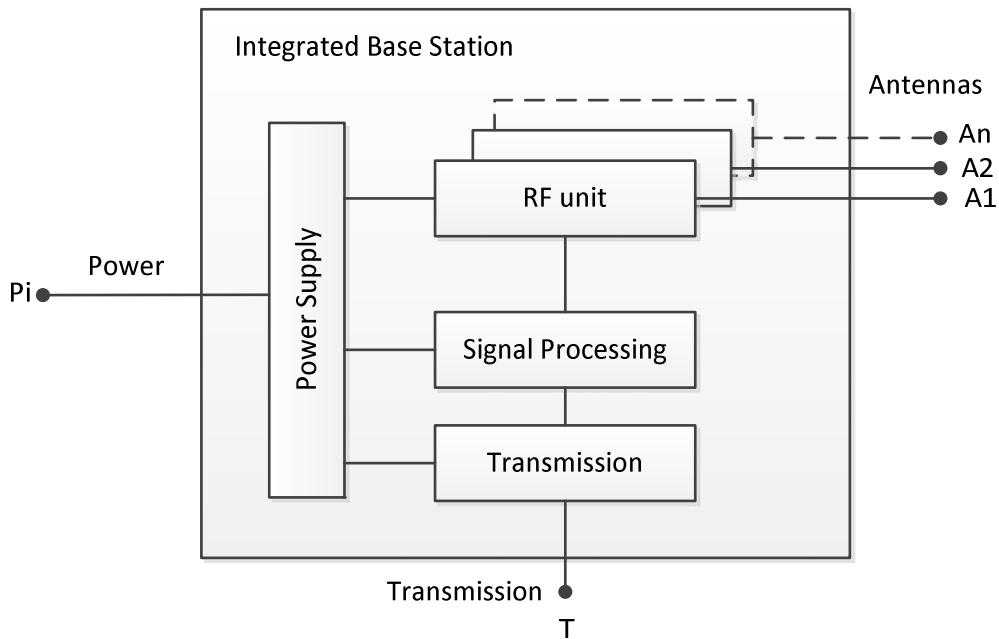 Integrated Base Station
Antennas
An
A2
A1
RF unit
Power
Pi
Power Supply
Signal Processing
Transmission
Transmission
T